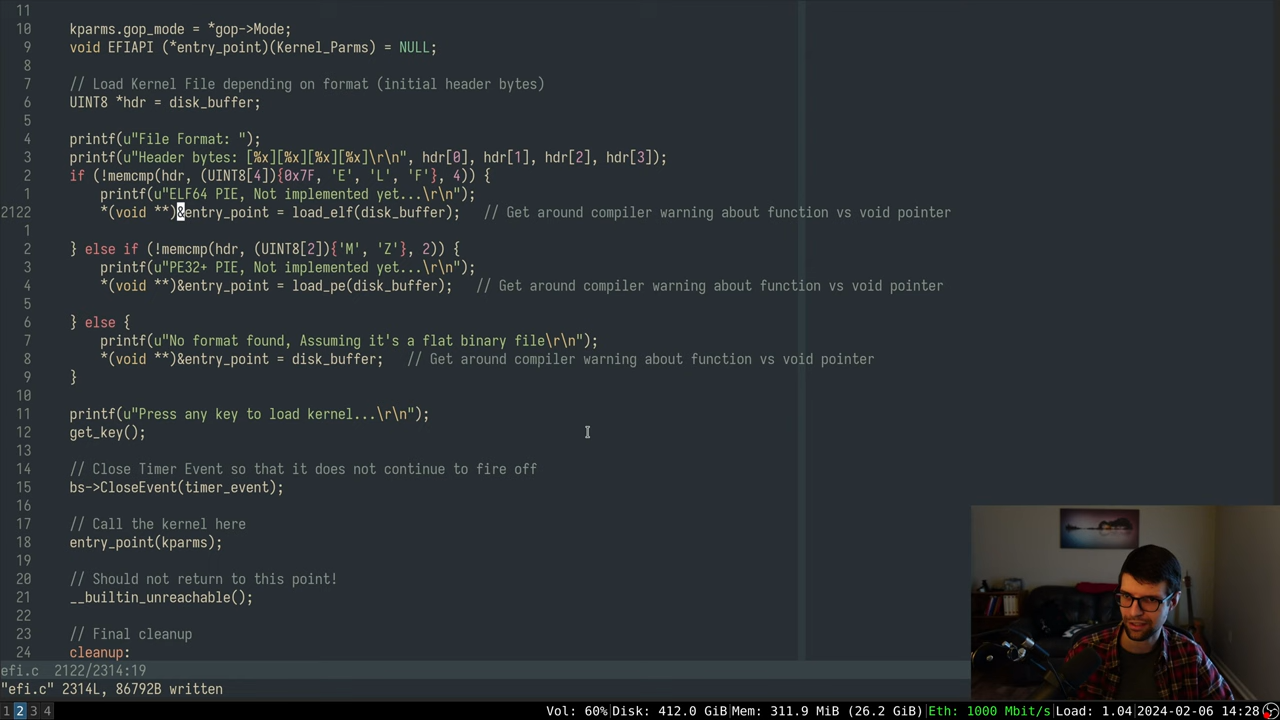 11
10 kparms.gop_mode = *gop->Mode;
9 void EFIAPI (*entry_point)(Kernel_Parms) = NULL;
8
7 // Load Kernel File depending on format (initial header bytes)
6 UINT8 *hdr = disk_buffer;
5
4 printf(u"File Format: ");
3 printf(u"Header bytes: [%x][%x][%x][%x]\r\n", hdr[0], hdr[1], hdr[2], hdr[3]);
2 if (!memcmp(hdr, (UINT8[4]){0x7F, 'E', 'L', 'F'}, 4)) {
1 printf(u"ELF64 PIE, Not implemented yet...\r\n");
2122 *(void **)&entry_point = load_elf(disk_buffer); // Get around compiler warning about function vs void pointer
1
2 } else if (!memcmp(hdr, (UINT8[2]){'M', 'Z'}, 2)) {
3 printf(u"PE32+ PIE, Not implemented yet...\r\n");
4 *(void **)&entry_point = load_pe(disk_buffer); // Get around compiler warning about function vs void pointer
5
6 } else {
7 printf(u"No format found, Assuming it's a flat binary file\r\n");
8 *(void **)&entry_point = disk_buffer; // Get around compiler warning about function vs void pointer
9 }
10
11 printf(u"Press any key to load kernel...\r\n");
12 get_key();
13
14 // Close Timer Event so that it does not continue to fire off
15 bs->CloseEvent(timer_event);
16
17 // Call the kernel here
18 entry_point(kparms);
19
20 // Should not return to this point!
21 __builtin_unreachable();
22
23 // Final cleanup
24 cleanup:
efi.c 2122/2314:19
"efi.c" 2314L, 86792B written
1 2 3 4 Vol: 60%|Disk: 412.0 GiB|Mem: 311.9 MiB (26.2 GiB)|Eth: 1000 Mbit/s|Load: 1.04|2024-02-06 14:28